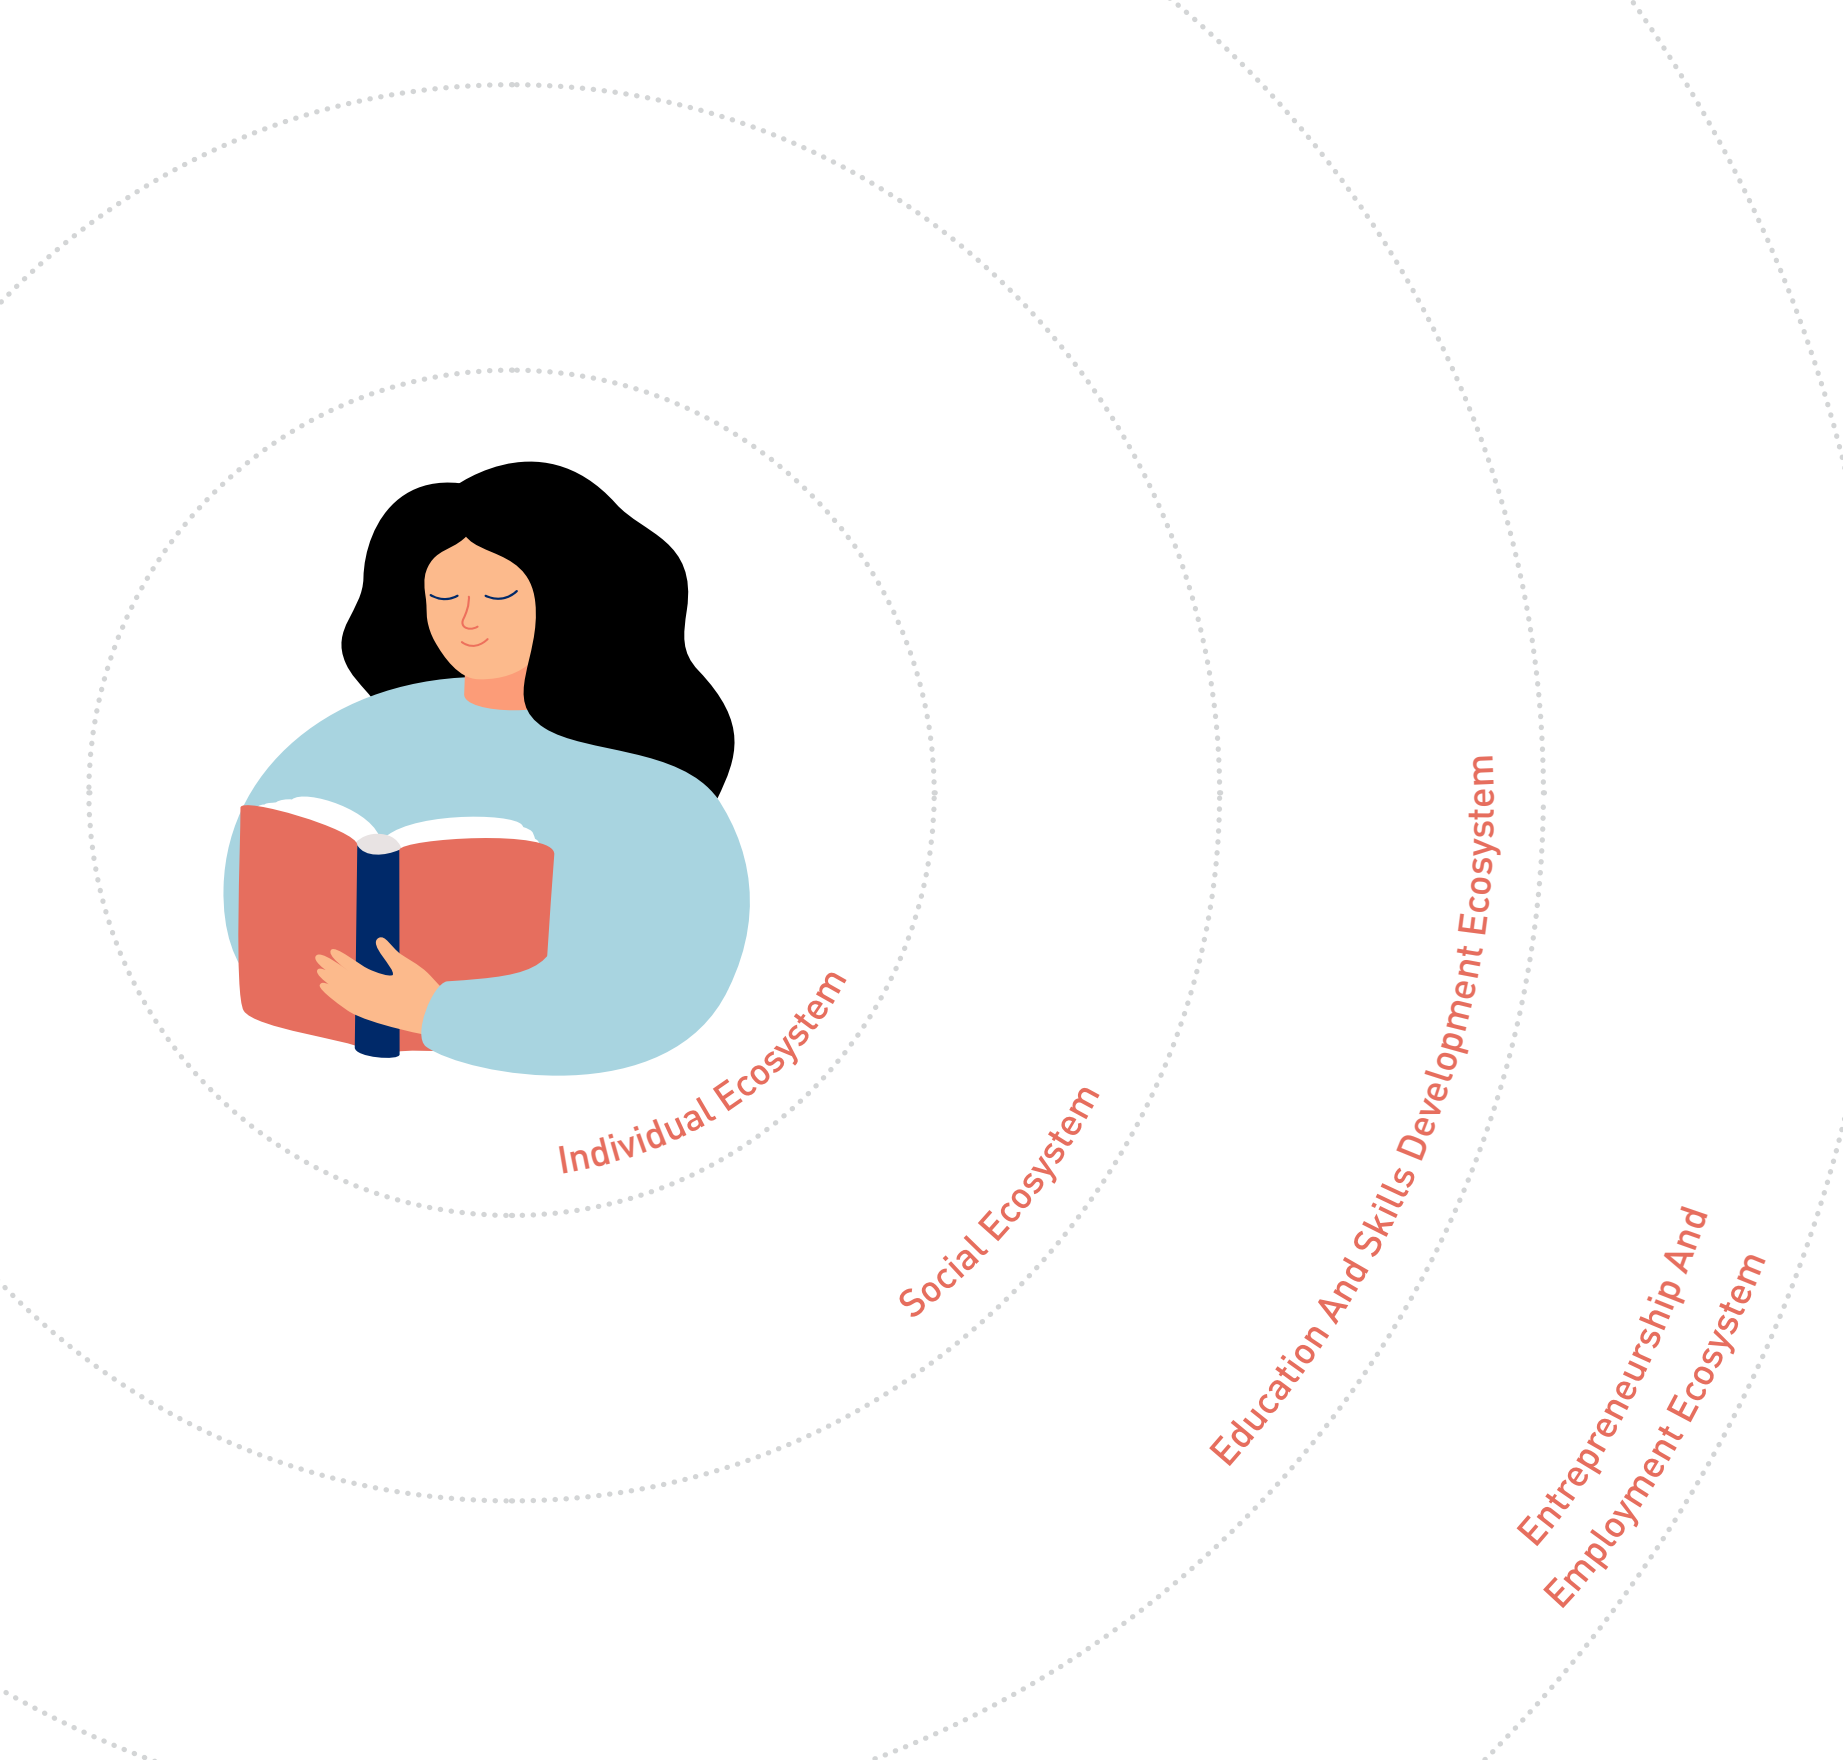 Individual Ecosystem
Social Ecosystem
Education And Skills Development Ecosystem
Entrepreneurship And
Employment Ecosystem